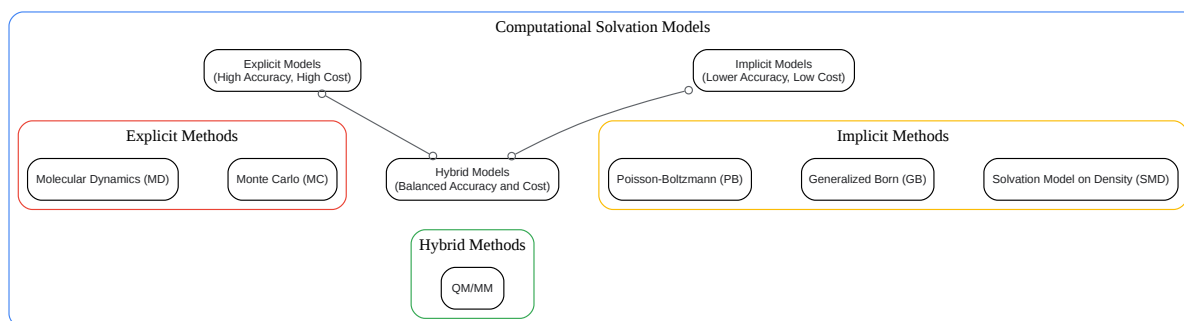 Computational Solvation Models
Explicit Models
(High Accuracy, High Cost)
Implicit Models
(Lower Accuracy, Low Cost)
Explicit Methods
Molecular Dynamics (MD)
Monte Carlo (MC)
Hybrid Models
(Balanced Accuracy and Cost)
Implicit Methods
Poisson-Boltzmann (PB)
Generalized Born (GB)
Solvation Model on Density (SMD)
Hybrid Methods
QM/MM